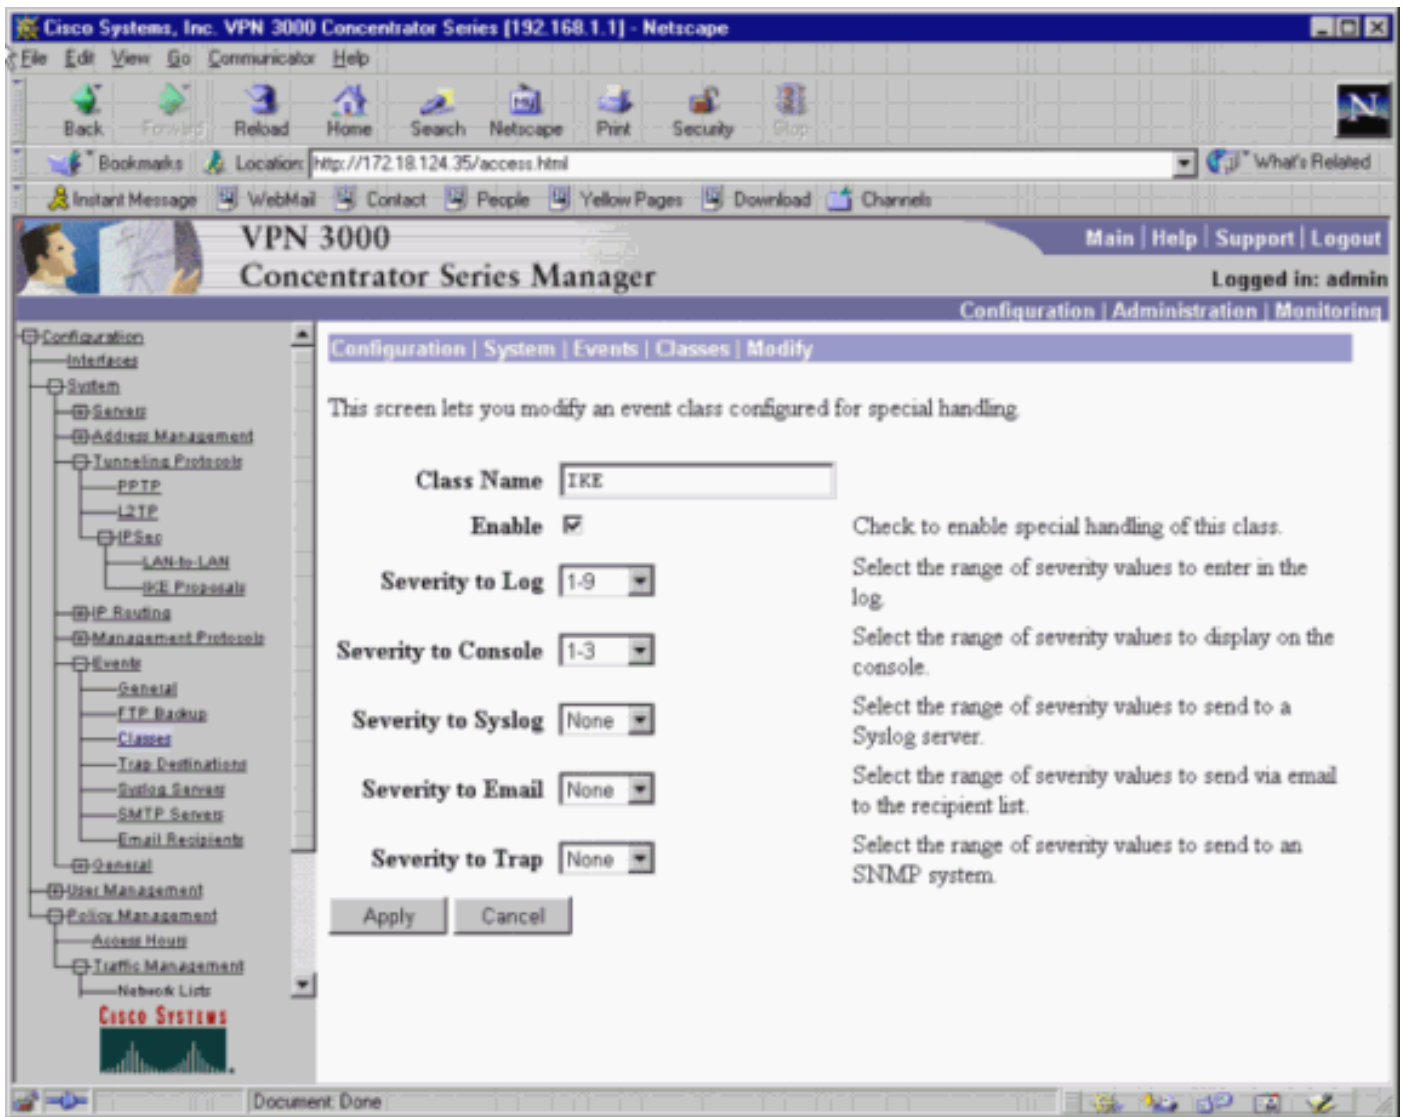 Cisco Systems, Inc. VPN 3000 Concentrator Series [192.168.1.1] - Netscape
File Edit View Go Communicator Help
Back Forward Reload Home Search Netscape Print Security Stop
Bookmarks Location: http://172.18.124.35/access.html What's Related
Instant Message WebMail Contact People Yellow Pages Download Channels
VPN 3000
Concentrator Series Manager
Main | Help | Support | Logout
Logged in: admin
Configuration | Administration | Monitoring
Configuration
Interfaces
System
Servers
Address Management
Tunneling Protocols
PPTP
L2TP
IPSec
LAN-to-LAN
IKE Proposals
IP Routing
Management Protocols
Events
General
FTP Backup
Classes
Trap Destinations
Syslog Servers
SMTP Servers
Email Recipients
General
User Management
Policy Management
Access Hours
Traffic Management
Network Lists
CISCO SYSTEMS
Configuration | System | Events | Classes | Modify
This screen lets you modify an event class configured for special handling.
Class Name IKE
Enable Check to enable special handling of this class.
Severity to Log 1-9 Select the range of severity values to enter in the
log.
Severity to Console 1-3 Select the range of severity values to display on the
console.
Severity to Syslog None Select the range of severity values to send to a
Syslog server.
Severity to Email None Select the range of severity values to send via email
to the recipient list.
Severity to Trap None Select the range of severity values to send to an
SNMP system.
Apply Cancel
Document: Done